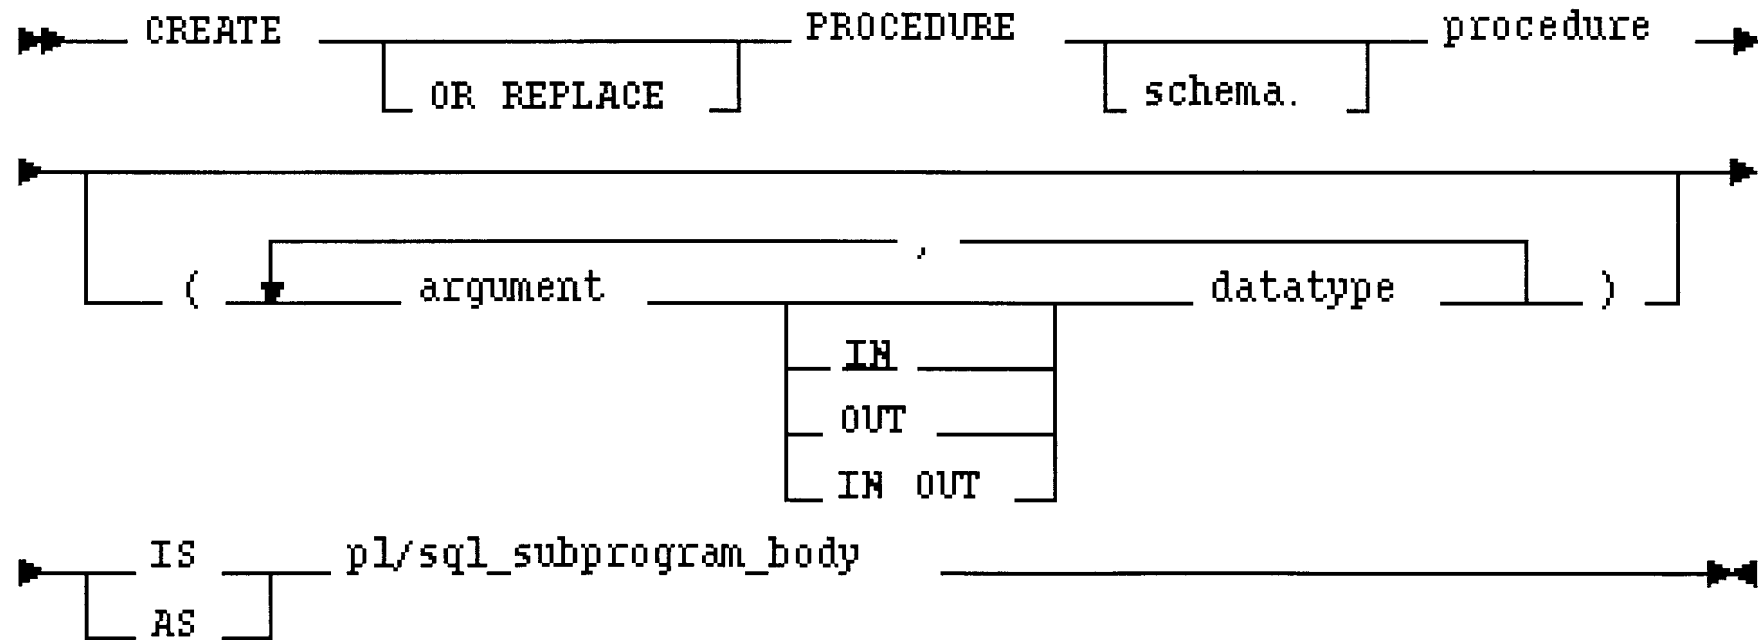 CREATE PROCEDURE procedure
OR REPLACE schema.
,
( argument datatype )
IN
OUT
IN OUT
IS pl/sql_subprogram_body
AS